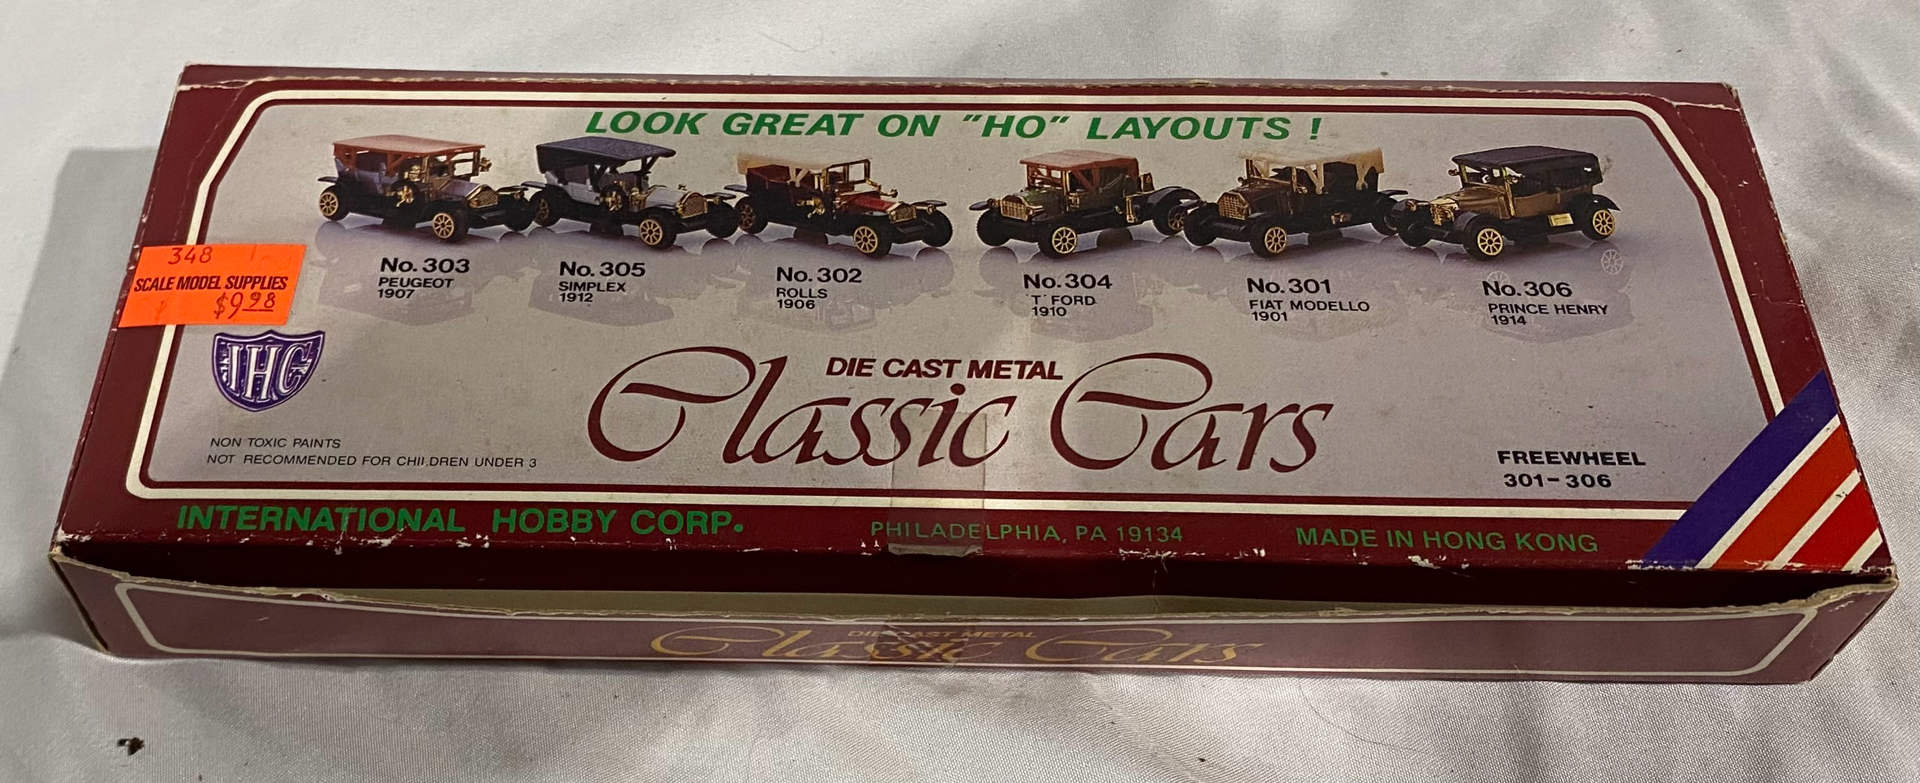 LOOK GREAT ON "HO" LAYOUTS !
No.303
PEUGEOT
1907
No.305
SIMPLEX
1912
No.302
ROLLS
1906
No.304
'T' FORD
1910
No.301
FIAT MODELLO
1901
No.306
PRINCE HENRY
1914
348
SCALE MODEL SUPPLIES
$9.98
IHC
DIE CAST METAL
Classic Cars
NON TOXIC PAINTS
NOT RECOMMENDED FOR CHILDREN UNDER 3
FREEWHEEL
301-306
INTERNATIONAL HOBBY CORP.
PHILADELPHIA, PA 19134
MADE IN HONG KONG
DIE CAST METAL
Classic Cars